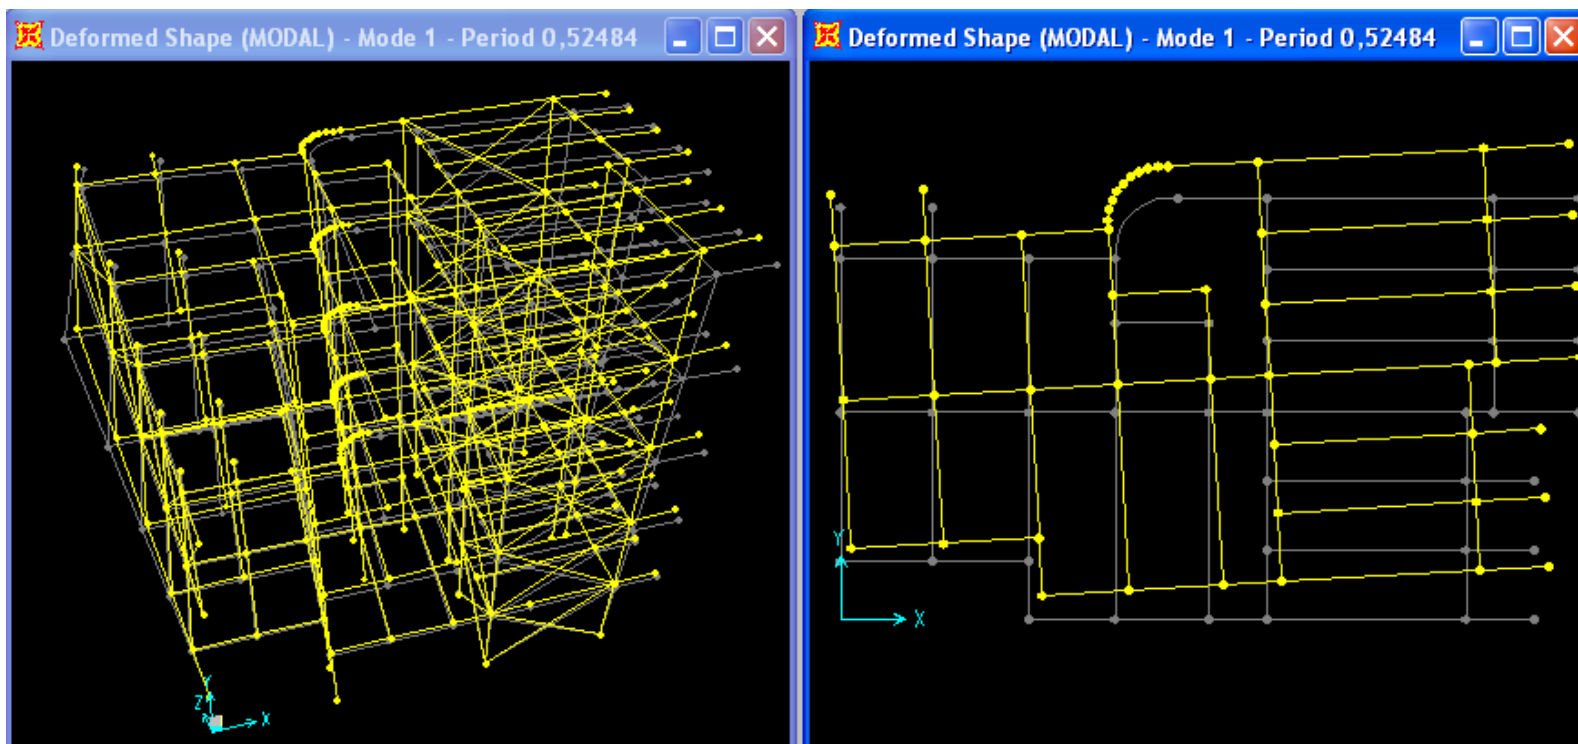 Deformed Shape (MODAL) - Mode 1 - Period 0,52484
Deformed Shape (MODAL) - Mode 1 - Period 0,52484
Y
Z
X
Y
X